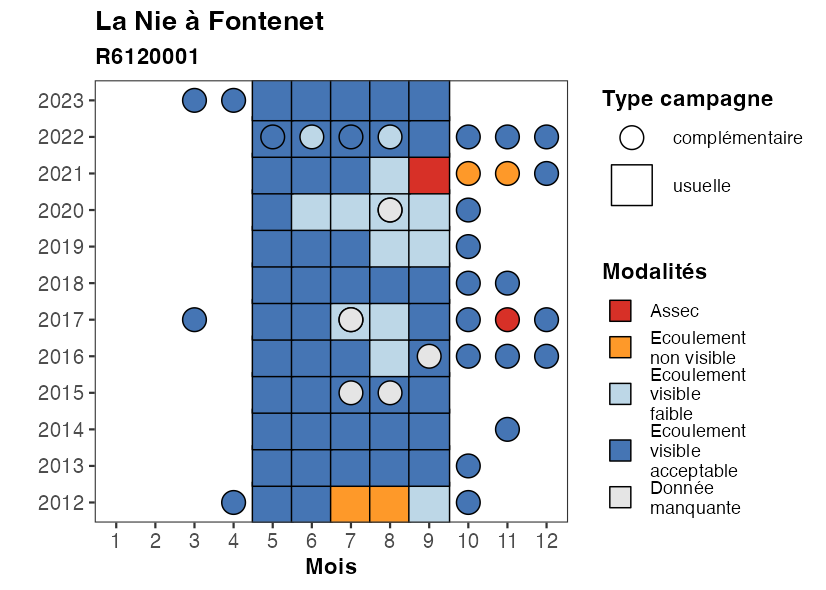 La Nie à Fontenet
R6120001
2023
2022
2021
2020
2019
2018
2017
2016
2015
2014
2013
2012
1 2 3 4 5 6 7 8 9 10 11 12
Mois
Type campagne
complémentaire
usuelle
Modalités
Assec
Ecoulement
non visible
Ecoulement
visible
faible
Ecoulement
visible
acceptable
Donnée
manquante